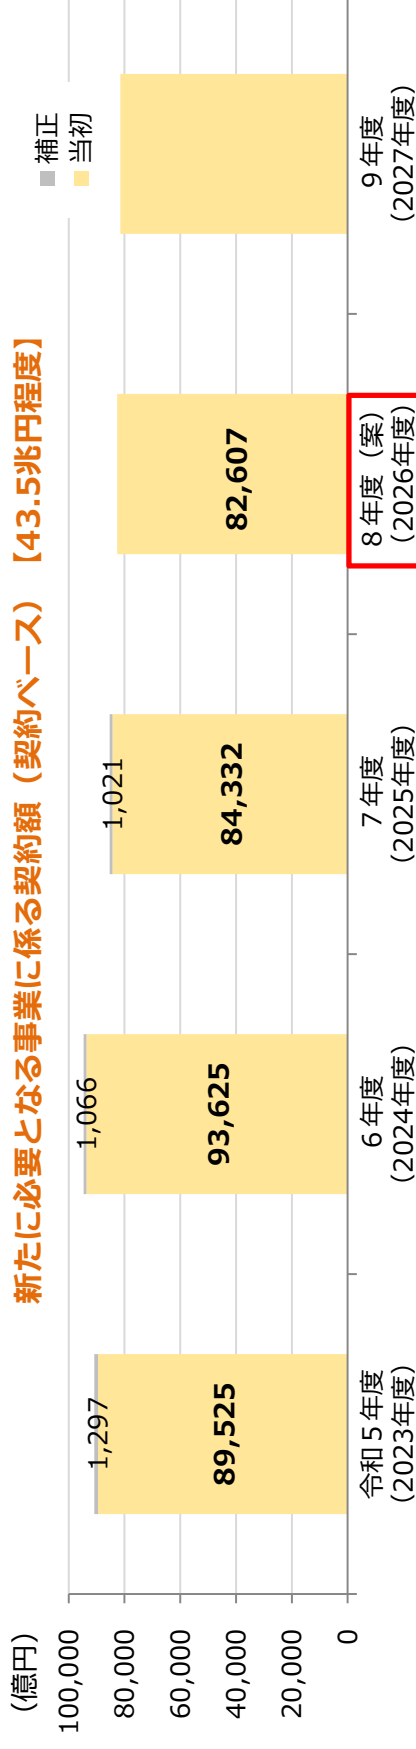 新たに必要となる事業に係る契約額（契約ベース）【43.5兆円程度】
（億円）
補正
当初
100,000
80,000
60,000
40,000
20,000
0
1,297
89,525
1,066
93,625
1,021
84,332
82,607
令和５年度
（2023年度）
６年度
（2024年度）
７年度
（2025年度）
８年度（案）
（2026年度）
９年度
（2027年度）